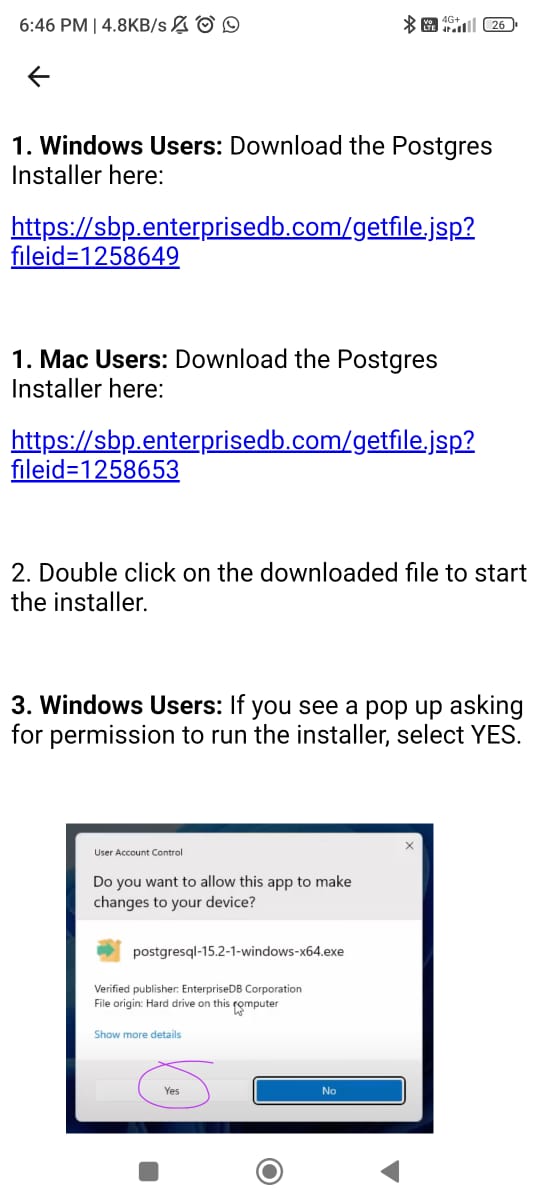 6:46 PM | 4.8KB/s
Vo LTE 4G+ 26
1. Windows Users: Download the Postgres
Installer here:
https://sbp.enterprisedb.com/getfile.jsp?
fileid=1258649
1. Mac Users: Download the Postgres
Installer here:
https://sbp.enterprisedb.com/getfile.jsp?
fileid=1258653
2. Double click on the downloaded file to start
the installer.
3. Windows Users: If you see a pop up asking
for permission to run the installer, select YES.
User Account Control
Do you want to allow this app to make
changes to your device?
postgresql-15.2-1-windows-x64.exe
Verified publisher: EnterpriseDB Corporation
File origin: Hard drive on this computer
Show more details
Yes
No